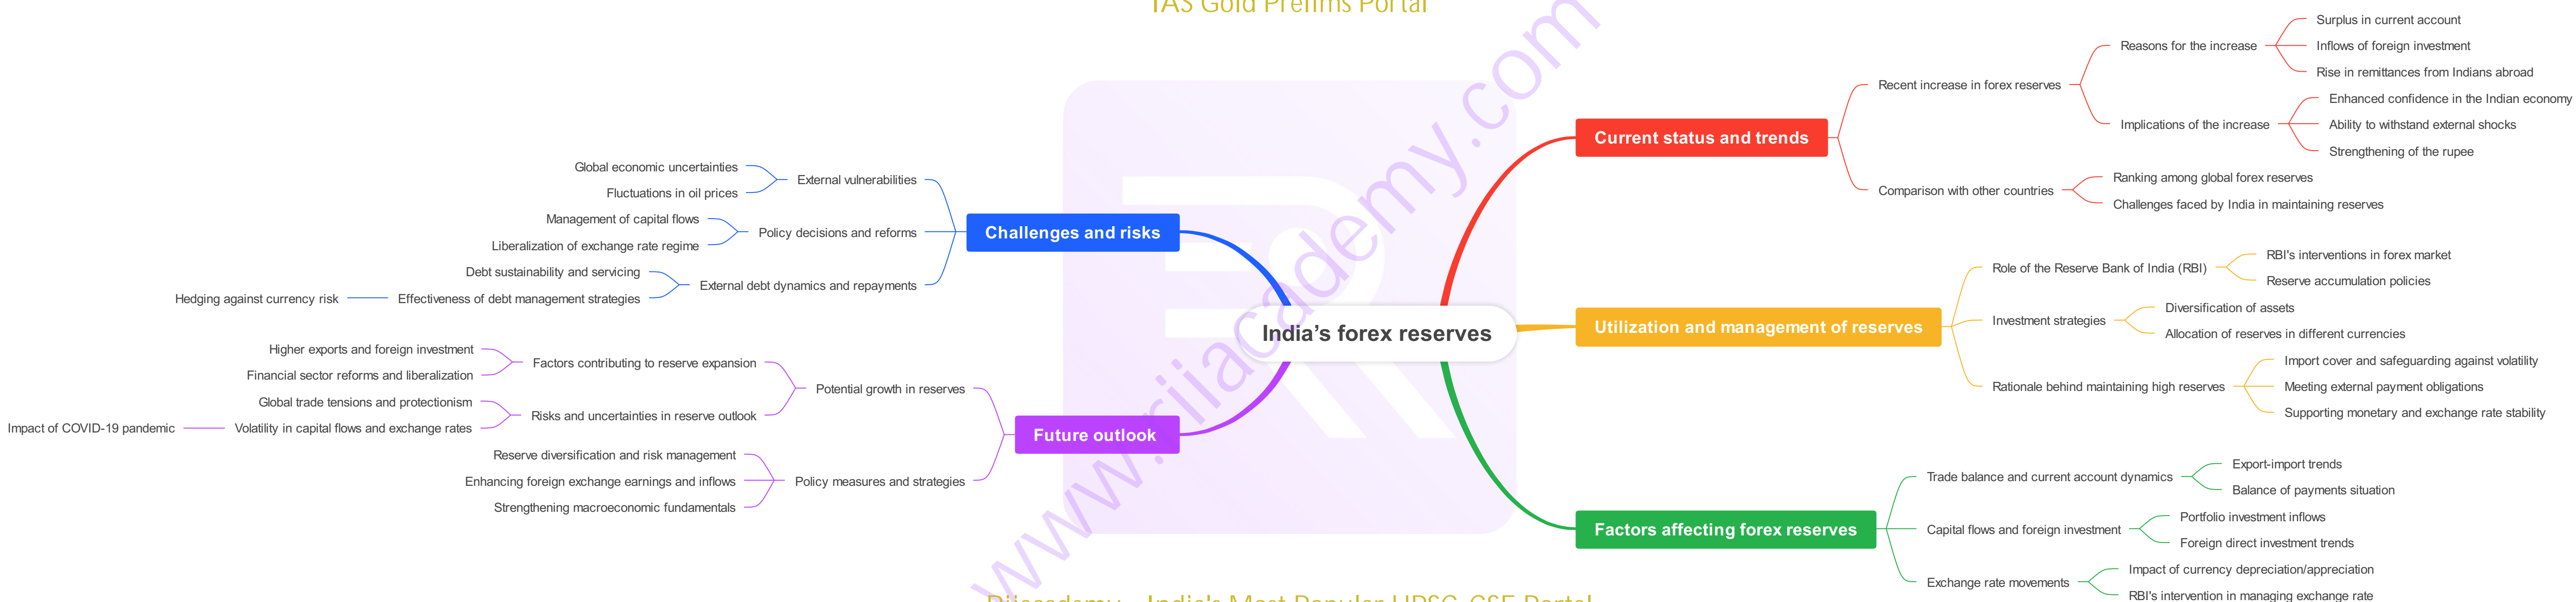 IAS Gold Prelims Portal
India’s forex reserves
Current status and trends
Recent increase in forex reserves
Reasons for the increase
Surplus in current account
Inflows of foreign investment
Rise in remittances from Indians abroad
Implications of the increase
Enhanced confidence in the Indian economy
Ability to withstand external shocks
Strengthening of the rupee
Comparison with other countries
Ranking among global forex reserves
Challenges faced by India in maintaining reserves
Utilization and management of reserves
Role of the Reserve Bank of India (RBI)
RBI's interventions in forex market
Reserve accumulation policies
Investment strategies
Diversification of assets
Allocation of reserves in different currencies
Rationale behind maintaining high reserves
Import cover and safeguarding against volatility
Meeting external payment obligations
Supporting monetary and exchange rate stability
Factors affecting forex reserves
Trade balance and current account dynamics
Export-import trends
Balance of payments situation
Capital flows and foreign investment
Portfolio investment inflows
Foreign direct investment trends
Exchange rate movements
Impact of currency depreciation/appreciation
RBI's intervention in managing exchange rate
Challenges and risks
External vulnerabilities
Global economic uncertainties
Fluctuations in oil prices
Policy decisions and reforms
Management of capital flows
Liberalization of exchange rate regime
External debt dynamics and repayments
Debt sustainability and servicing
Effectiveness of debt management strategies
Hedging against currency risk
Future outlook
Potential growth in reserves
Factors contributing to reserve expansion
Higher exports and foreign investment
Financial sector reforms and liberalization
Risks and uncertainties in reserve outlook
Global trade tensions and protectionism
Volatility in capital flows and exchange rates
Impact of COVID-19 pandemic
Policy measures and strategies
Reserve diversification and risk management
Enhancing foreign exchange earnings and inflows
Strengthening macroeconomic fundamentals
www.riiacademy.com
India's Most Popular UPSC-CSE Portal